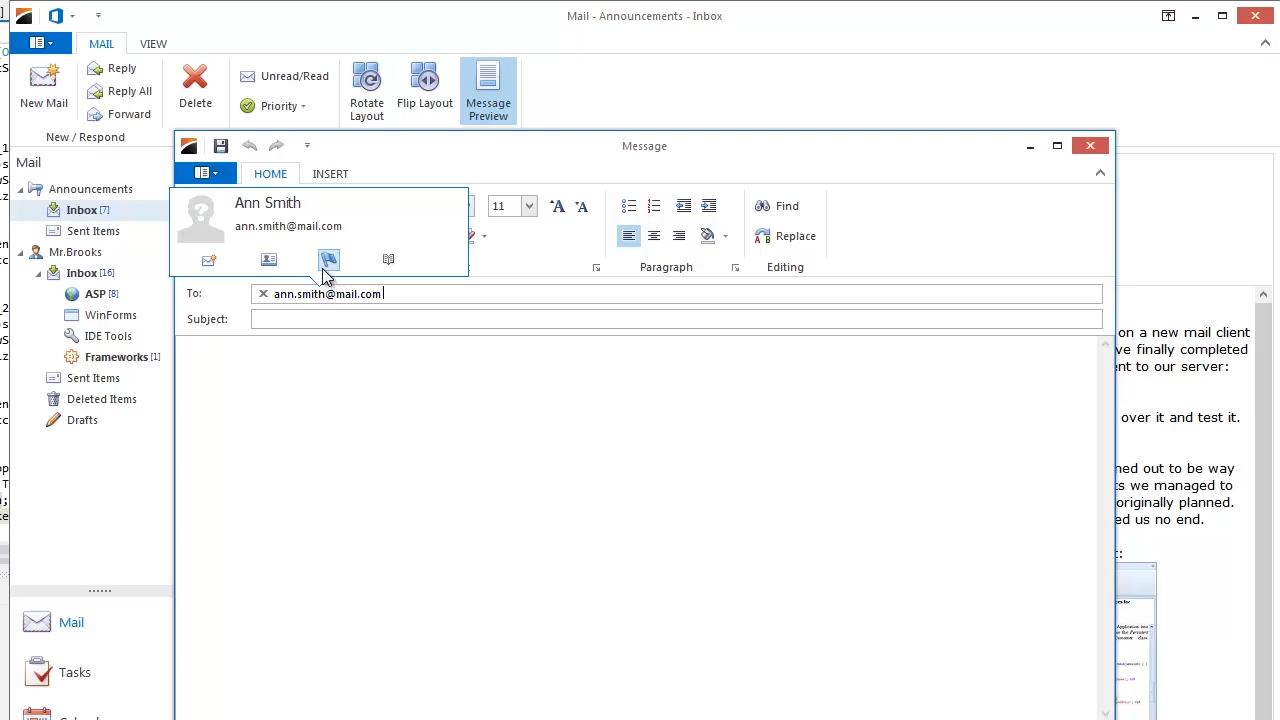 Mail - Announcements - Inbox
MAIL
VIEW
New Mail
Reply
Reply All
Forward
New / Respond
Delete
Unread/Read
Priority
Rotate
Layout
Flip Layout
Message
Preview
Mail
Announcements
Inbox [7]
Sent Items
Mr.Brooks
Inbox [16]
ASP [8]
WinForms
IDE Tools
Frameworks [1]
Sent Items
Deleted Items
Drafts
Mail
Tasks
Message
HOME
INSERT
Ann Smith
ann.smith@mail.com
11
Paragraph
Find
Replace
Editing
To:
ann.smith@mail.com
Subject:
on a new mail client
ve finally completed
nt to our server:
over it and test it.
ned out to be way
ts we managed to
originally planned.
ed us no end.